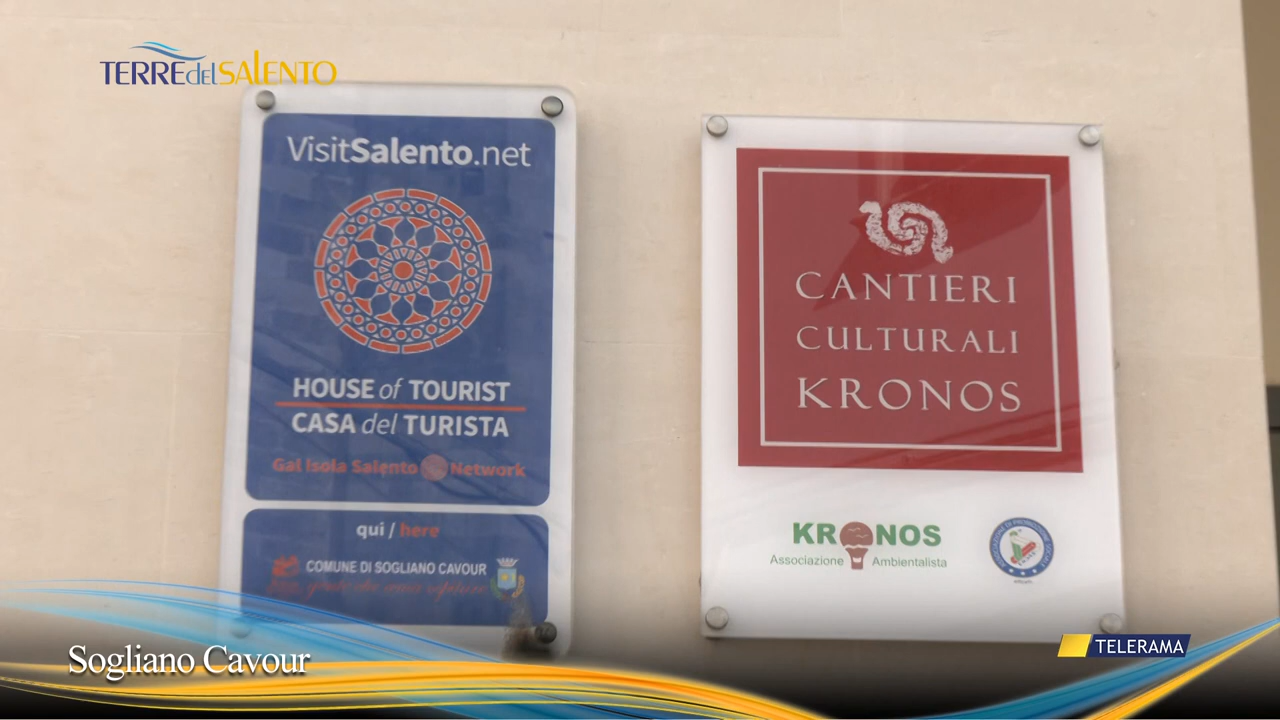 TERRE del SALENTO
VisitSalento.net
HOUSE of TOURIST
CASA del TURISTA
Gal Isola Salento Network
qui / here
COMUNE DI SOGLIANO CAVOUR
CANTIERI
CULTURALI
KRONOS
KRONOS
Associazione Ambientalista
Sogliano Cavour
TELERAMA